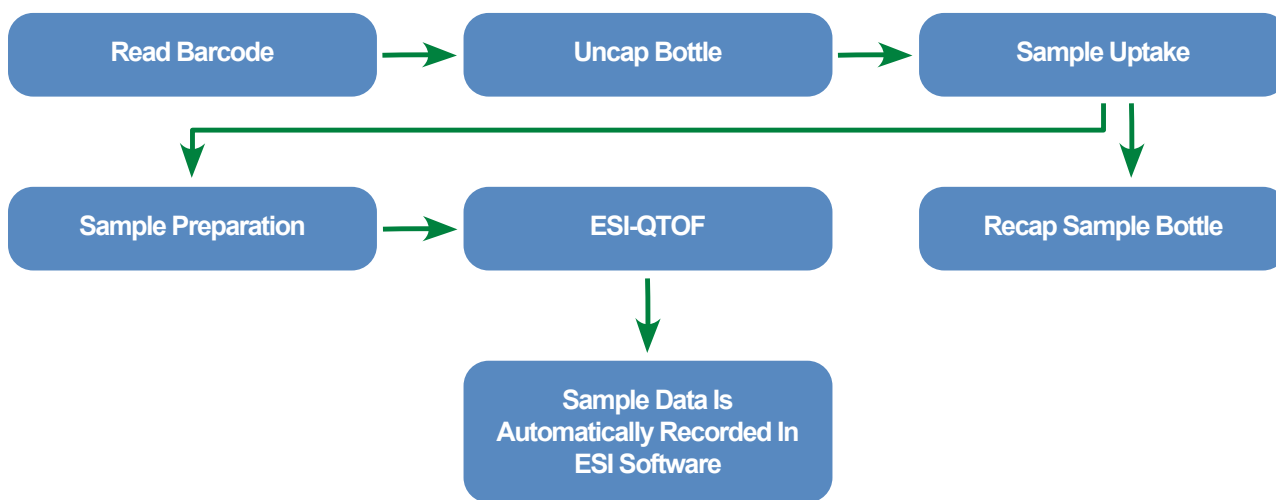 Read Barcode
Uncap Bottle
Sample Uptake
Sample Preparation
ESI-QTOF
Recap Sample Bottle
Sample Data Is
Automatically Recorded In
ESI Software